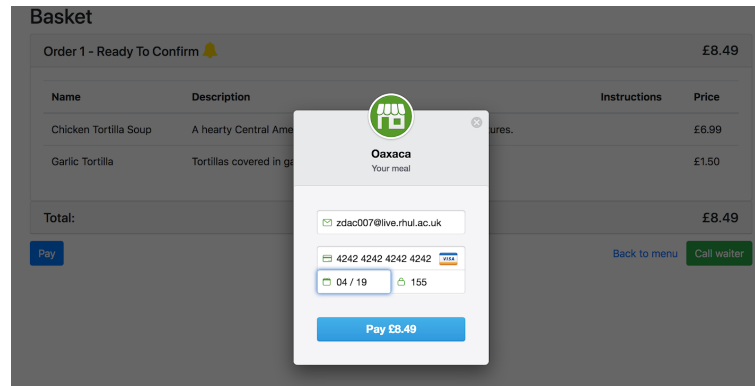 Basket
Order 1 - Ready To Confirm £8.49
Name Description Instructions Price
Chicken Tortilla Soup A hearty Central Ame ures. £6.99
Garlic Tortilla Tortillas covered in ga £1.50
Total: £8.49
Pay Back to menu Call waiter
Oaxaca
Your meal
zdac007@live.rhul.ac.uk
4242 4242 4242 4242 VISA
04 / 19 155
Pay £8.49